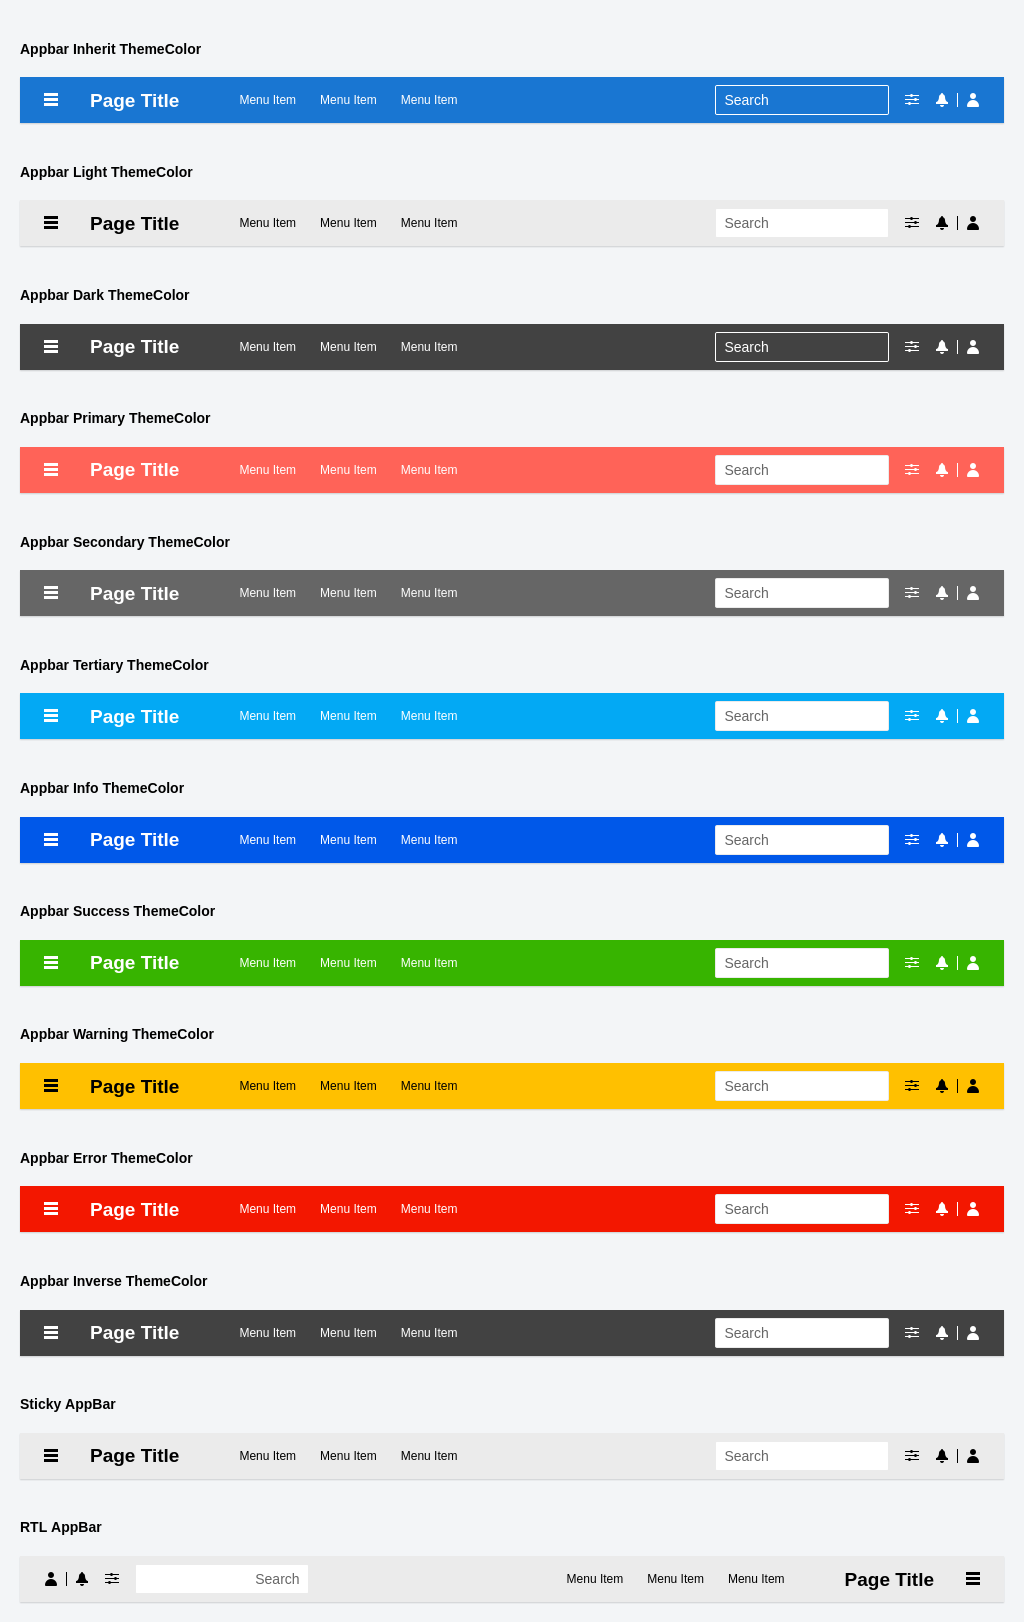 Appbar Inherit ThemeColor
Page Title Menu Item Menu Item Menu Item Search
Appbar Light ThemeColor
Page Title Menu Item Menu Item Menu Item Search
Appbar Dark ThemeColor
Page Title Menu Item Menu Item Menu Item Search
Appbar Primary ThemeColor
Page Title Menu Item Menu Item Menu Item Search
Appbar Secondary ThemeColor
Page Title Menu Item Menu Item Menu Item Search
Appbar Tertiary ThemeColor
Page Title Menu Item Menu Item Menu Item Search
Appbar Info ThemeColor
Page Title Menu Item Menu Item Menu Item Search
Appbar Success ThemeColor
Page Title Menu Item Menu Item Menu Item Search
Appbar Warning ThemeColor
Page Title Menu Item Menu Item Menu Item Search
Appbar Error ThemeColor
Page Title Menu Item Menu Item Menu Item Search
Appbar Inverse ThemeColor
Page Title Menu Item Menu Item Menu Item Search
Sticky AppBar
Page Title Menu Item Menu Item Menu Item Search
RTL AppBar
Search Menu Item Menu Item Menu Item Page Title